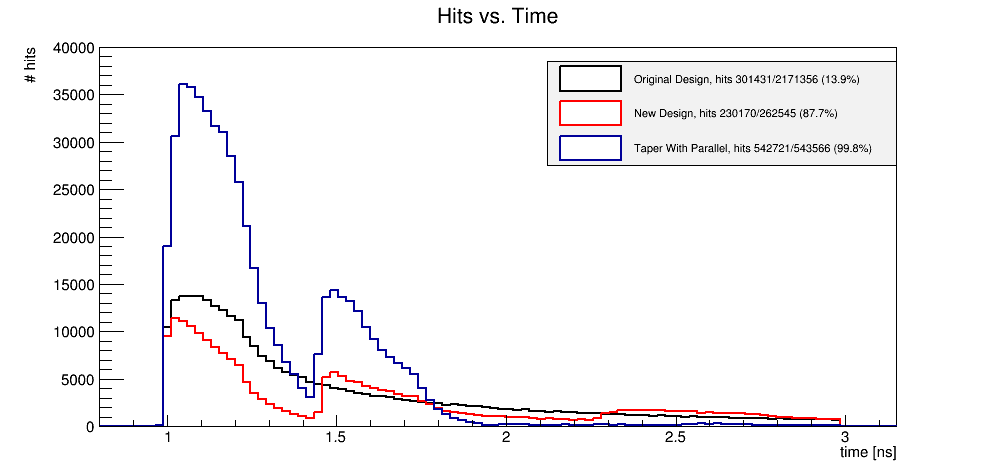 Hits vs. Time
# hits
40000
35000
30000
25000
20000
15000
10000
5000
0
Original Design, hits 301431/2171356 (13.9%)
New Design, hits 230170/262545 (87.7%)
Taper With Parallel, hits 542721/543566 (99.8%)
1 1.5 2 2.5 3
time [ns]